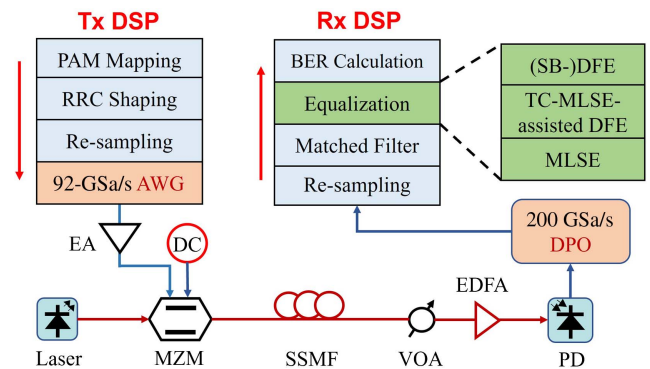 Tx DSP
PAM Mapping
RRC Shaping
Re-sampling
92-GSa/s AWG
EA
DC
Rx DSP
BER Calculation
Equalization
Matched Filter
Re-sampling
(SB-)DFE
TC-MLSE-
assisted DFE
MLSE
200 GSa/s
DPO
EDFA
Laser
MZM
SSMF
VOA
PD